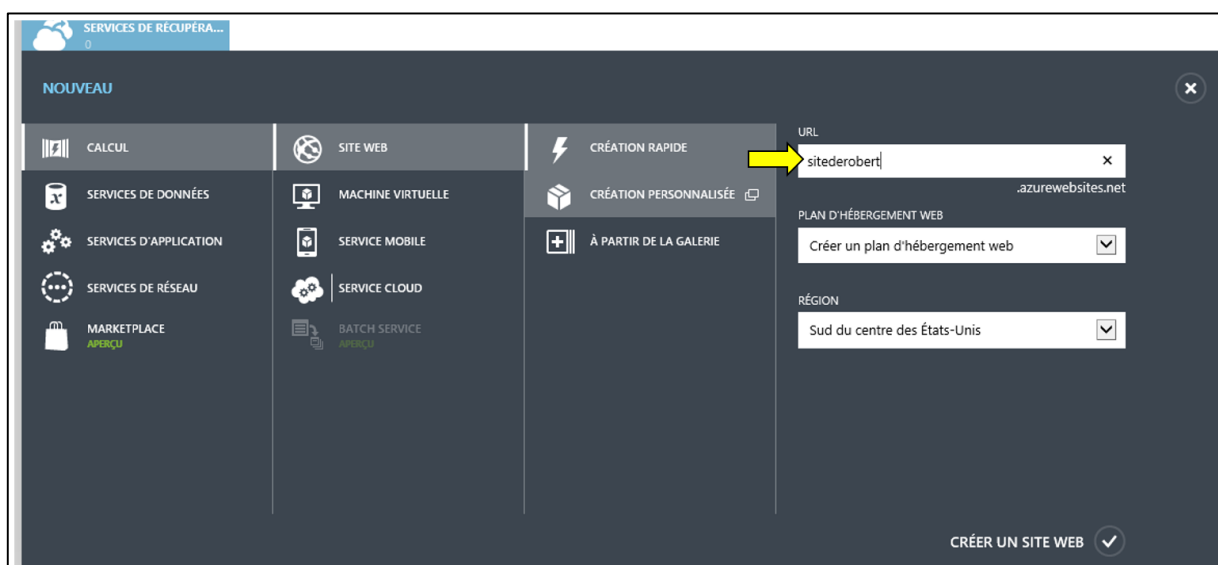 SERVICES DE RÉCUPÉRA...
0
NOUVEAU
CALCUL
SERVICES DE DONNÉES
SERVICES D'APPLICATION
SERVICES DE RÉSEAU
MARKETPLACE
APERÇU
SITE WEB
MACHINE VIRTUELLE
SERVICE MOBILE
SERVICE CLOUD
BATCH SERVICE
APERÇU
CRÉATION RAPIDE
CRÉATION PERSONNALISÉE
À PARTIR DE LA GALERIE
URL
sitederobert
.azurewebsites.net
PLAN D'HÉBERGEMENT WEB
Créer un plan d'hébergement web
RÉGION
Sud du centre des États-Unis
CRÉER UN SITE WEB